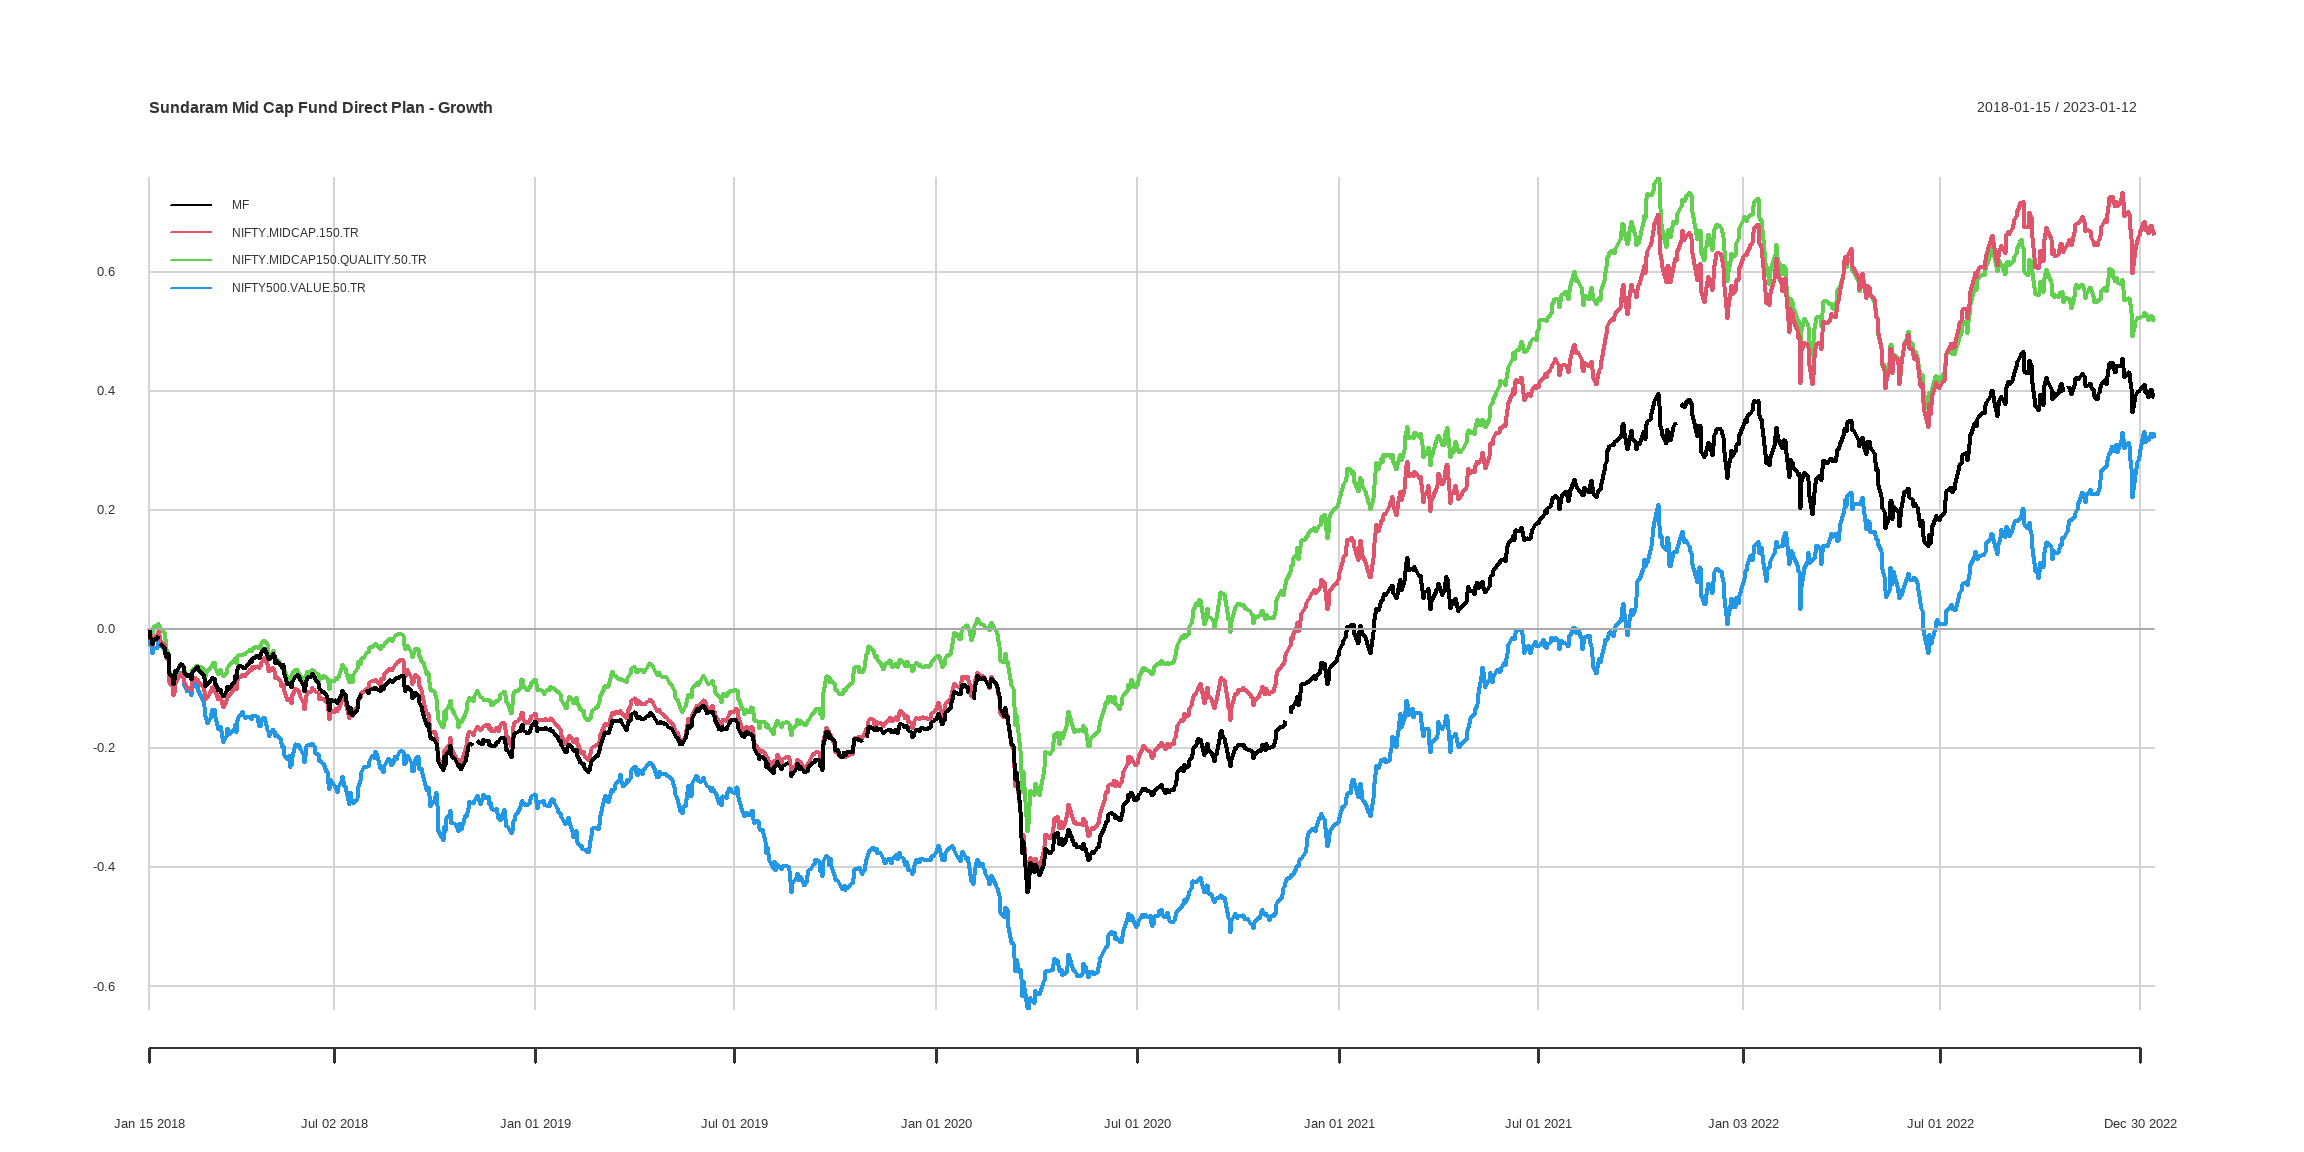 Sundaram Mid Cap Fund Direct Plan - Growth
2018-01-15 / 2023-01-12
MF
NIFTY.MIDCAP.150.TR
NIFTY.MIDCAP150.QUALITY.50.TR
NIFTY500.VALUE.50.TR
0.6
0.4
0.2
0.0
-0.2
-0.4
-0.6
Jan 15 2018 Jul 02 2018 Jan 01 2019 Jul 01 2019 Jan 01 2020 Jul 01 2020 Jan 01 2021 Jul 01 2021 Jan 03 2022 Jul 01 2022 Dec 30 2022